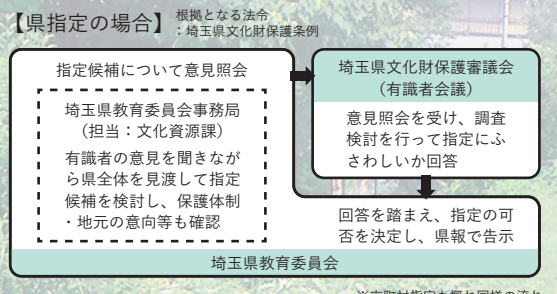 【県指定の場合】
根拠となる法令
:埼玉県文化財保護条例
指定候補について意見照会
埼玉県教育委員会事務局
(担当:文化資源課)
有識者の意見を聞きなが
ら県全体を見渡して指定
候補を検討し、保護体制
・地元の意向等も確認
埼玉県文化財保護審議会
(有識者会議)
意見照会を受け、調査
検討を行って指定にふ
さわしいか回答
回答を踏まえ、指定の可
否を決定し、県報で告示
埼玉県教育委員会